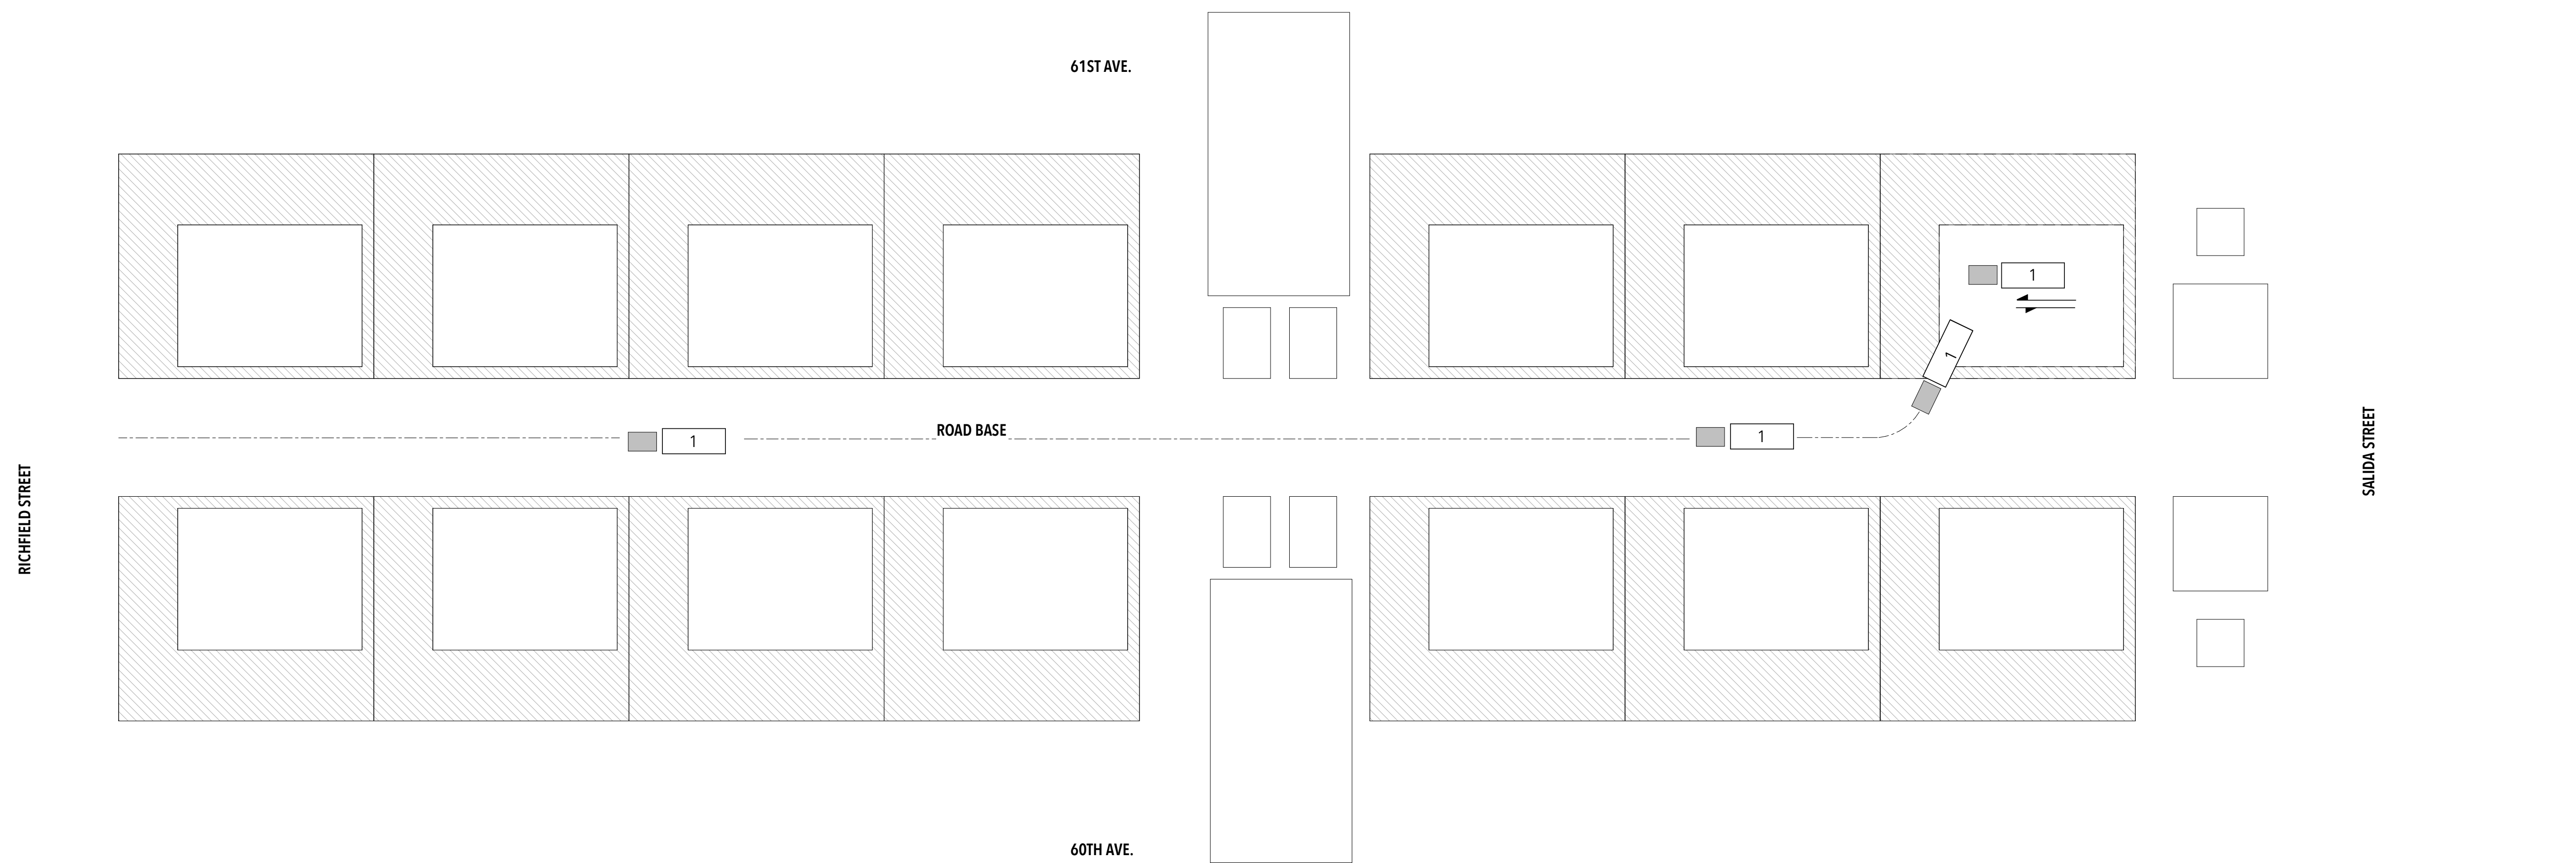 61ST AVE.
1
1
ROAD BASE
1
1
RICHFIELD STREET
SALIDA STREET
60TH AVE.